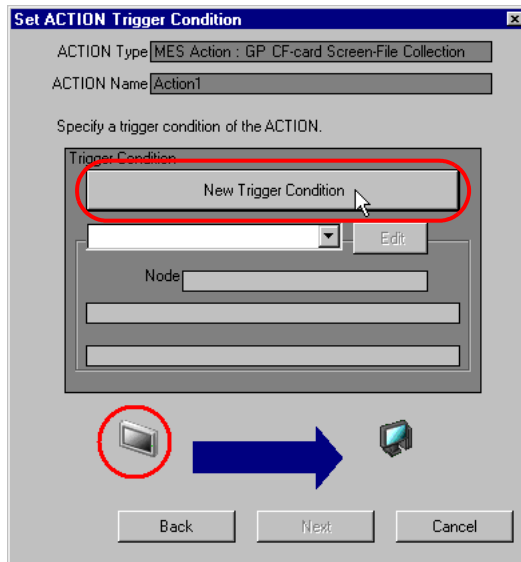 Set ACTION Trigger Condition
ACTION Type MES Action : GP CF-card Screen-File Collection
ACTION Name Action1
Specify a trigger condition of the ACTION.
Trigger Condition
New Trigger Condition
Edit
Node
Back Next Cancel